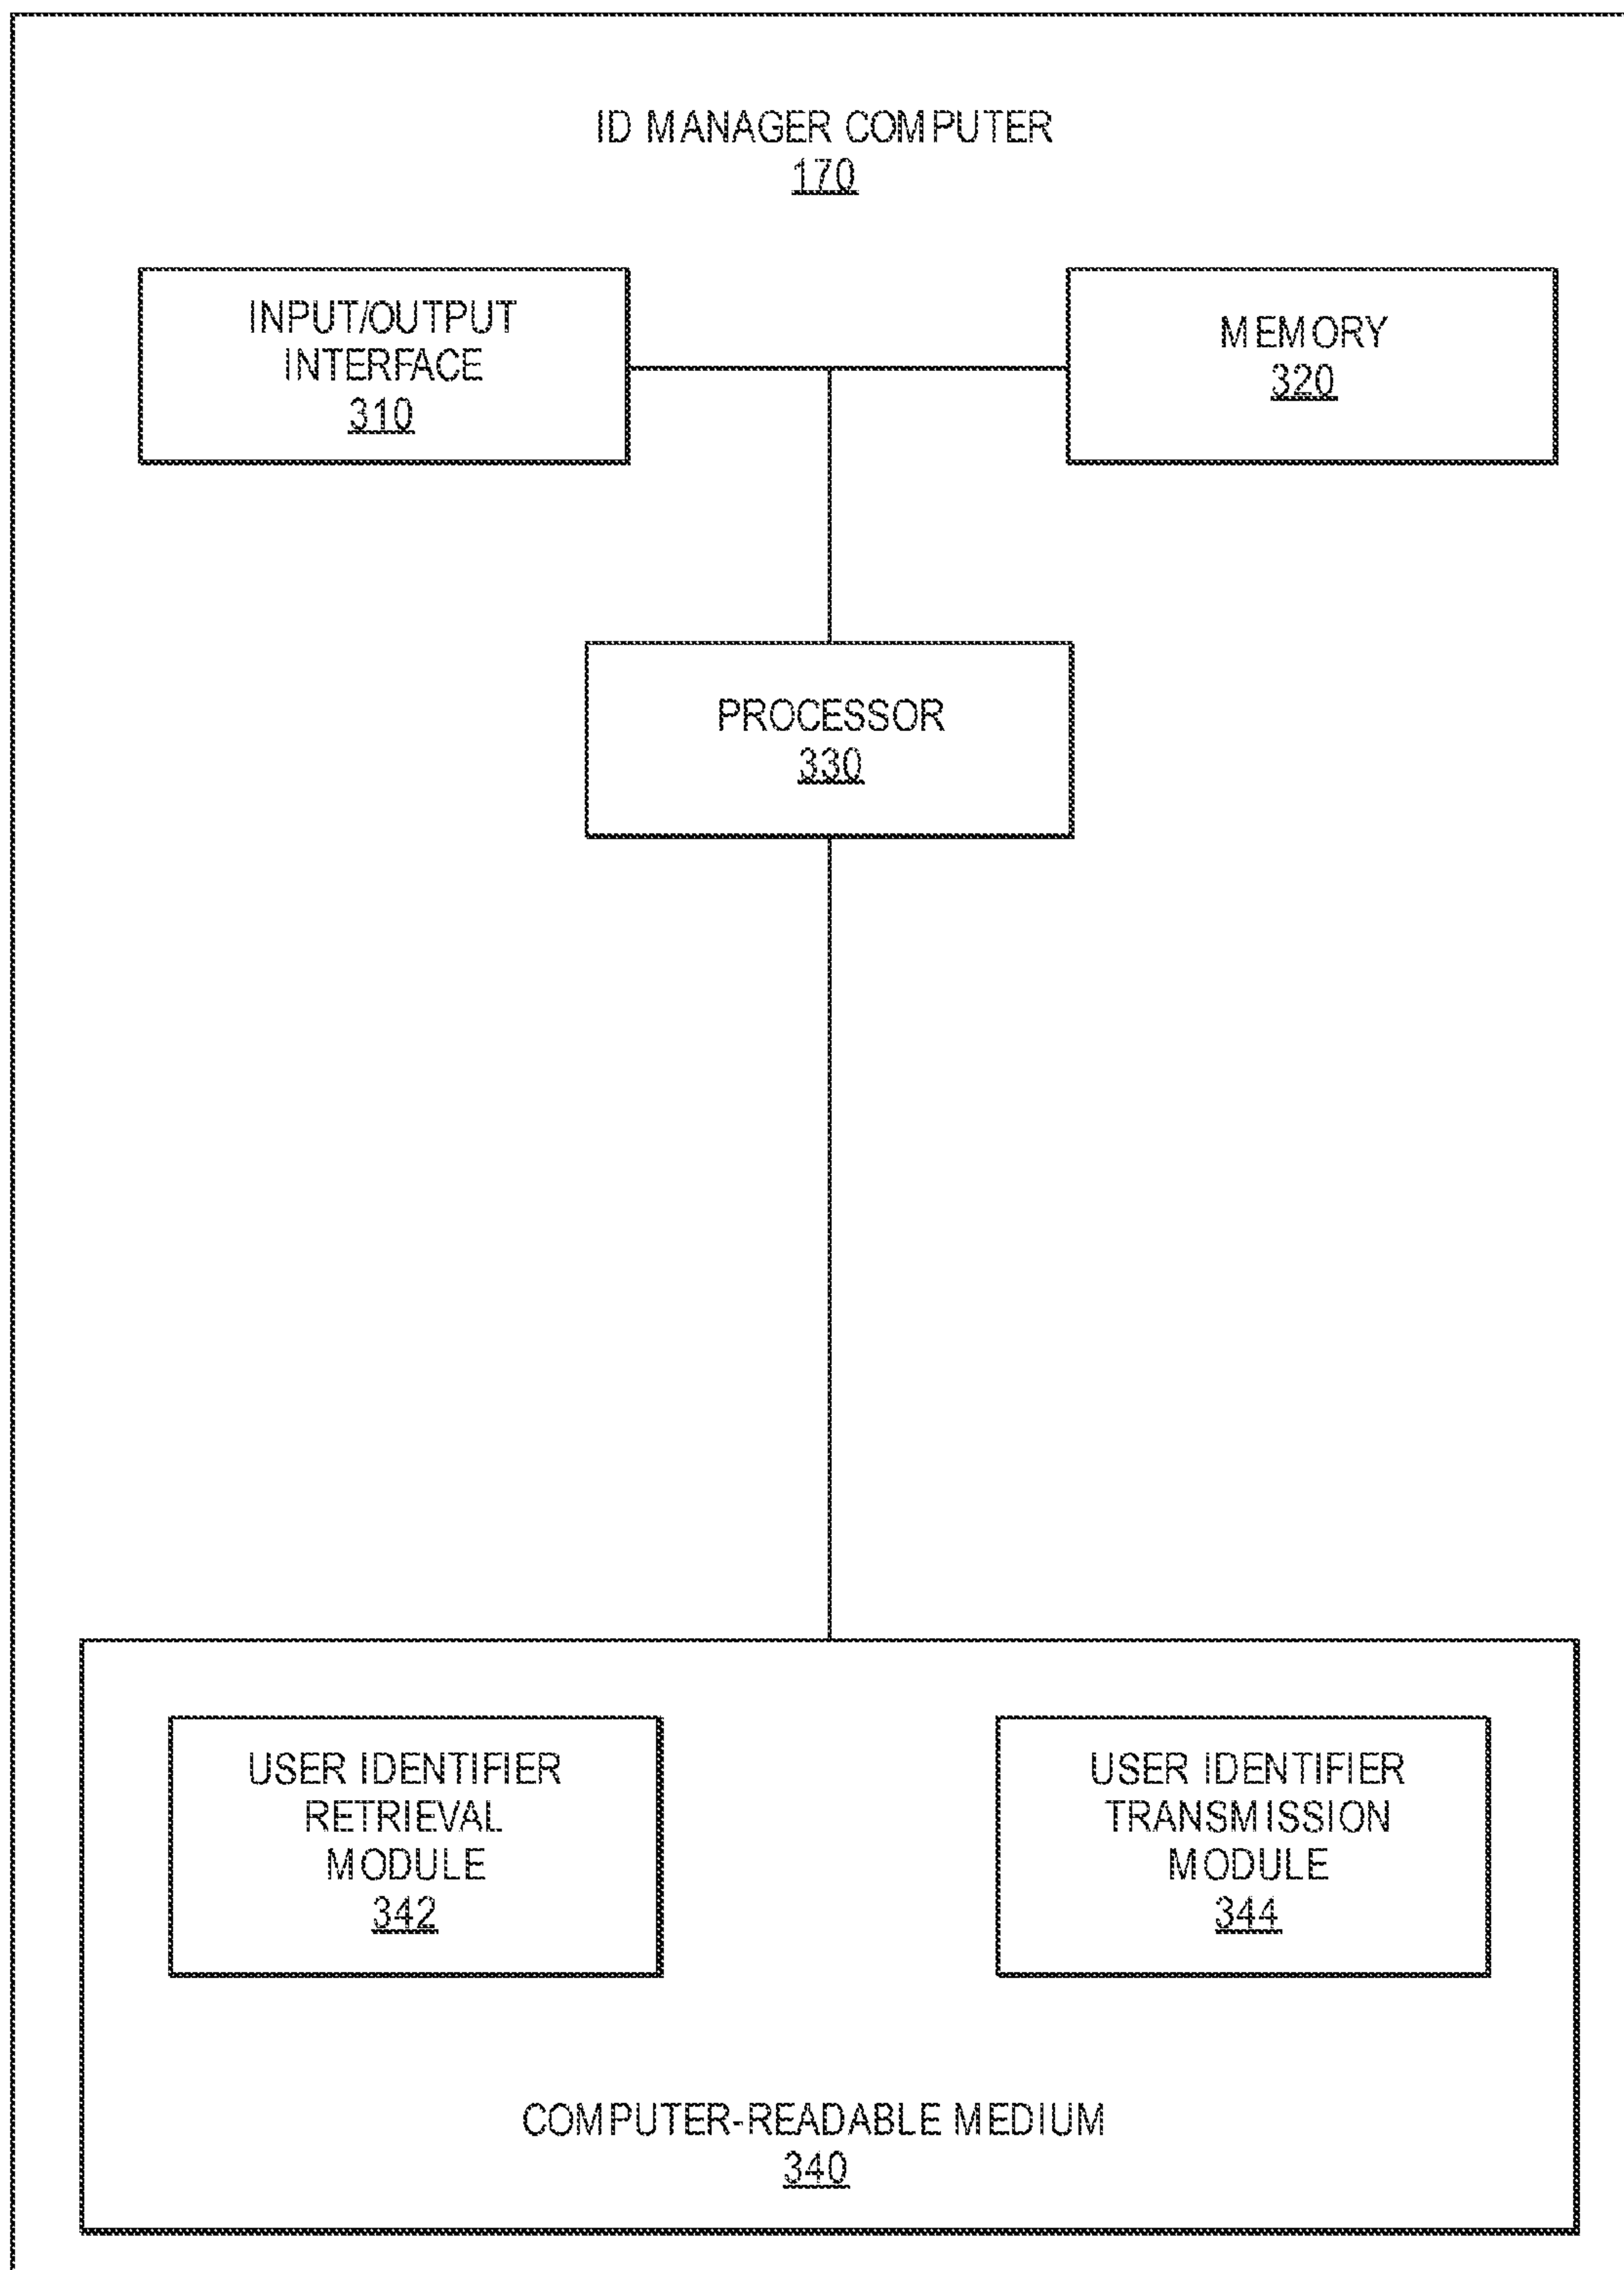 ID MANAGER COMPUTER
170
INPUT/OUTPUT
INTERFACE
310
MEMORY
320
PROCESSOR
330
USER IDENTIFIER
RETRIEVAL
MODULE
342
USER IDENTIFIER
TRANSMISSION
MODULE
344
COMPUTER-READABLE MEDIUM
340